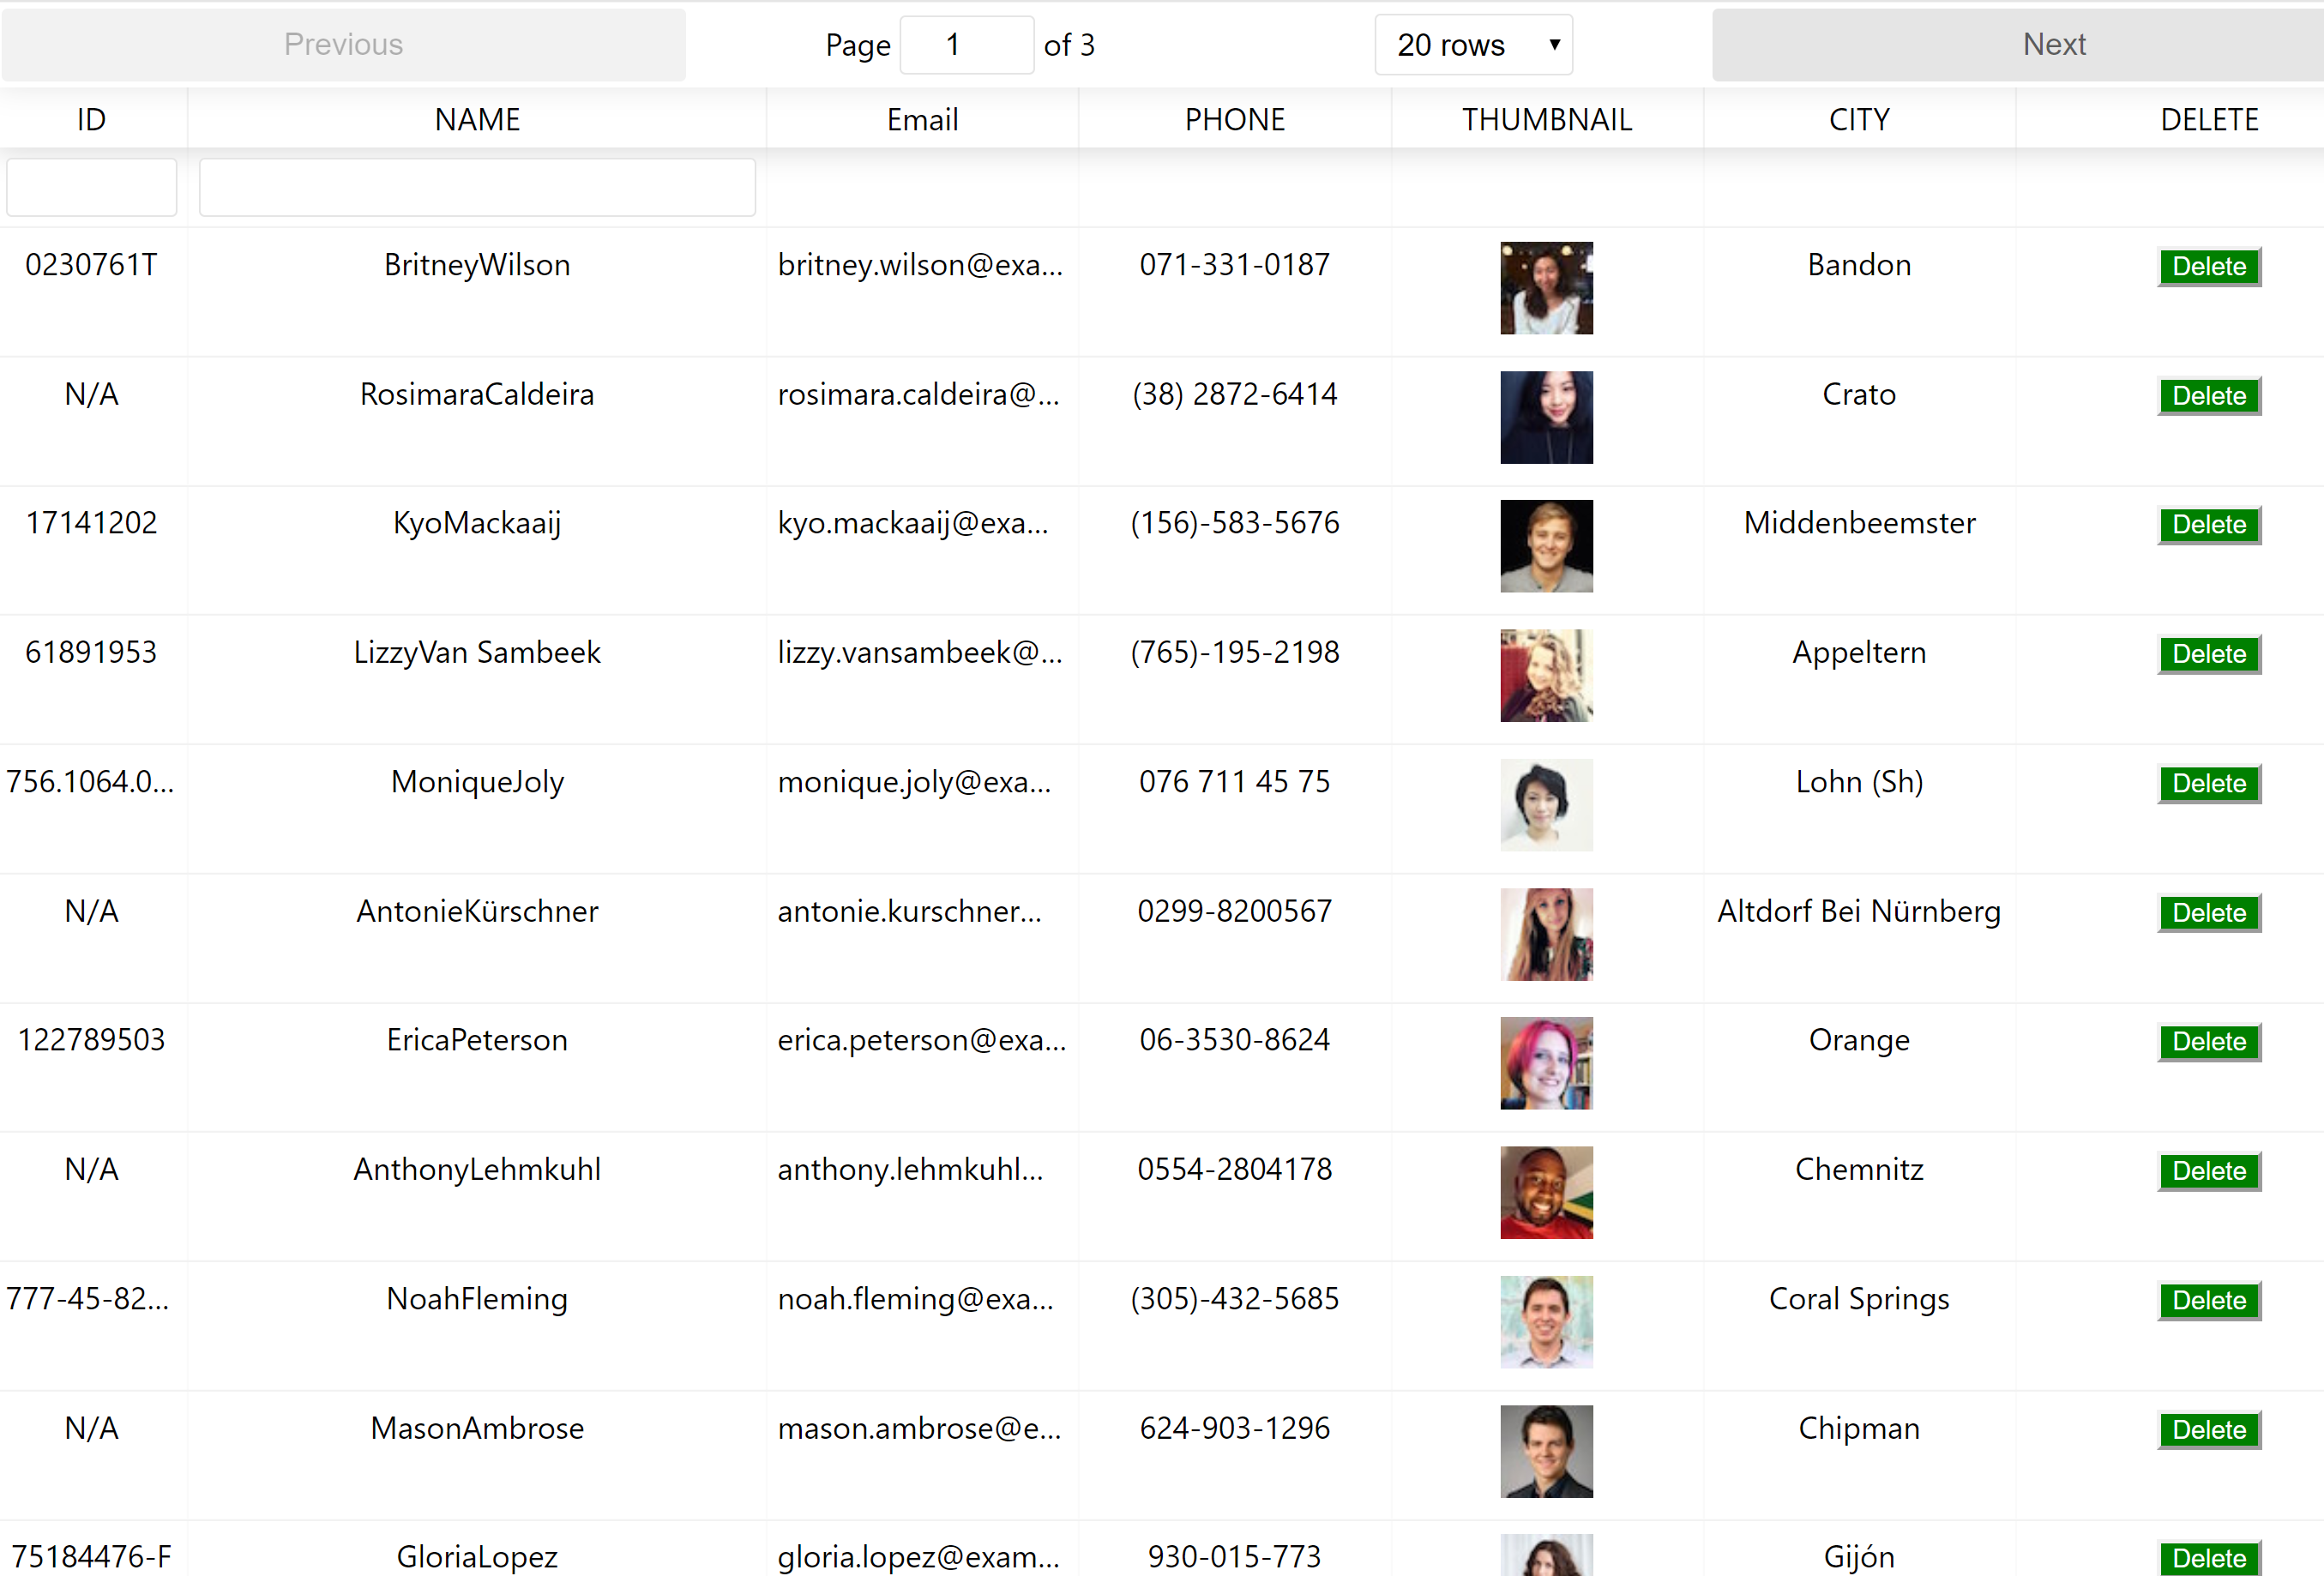 Previous Page 1 of 3 20 rows Next
ID NAME Email PHONE THUMBNAIL CITY DELETE
0230761T BritneyWilson britney.wilson@exa... 071-331-0187 Bandon Delete
N/A RosimaraCaldeira rosimara.caldeira@... (38) 2872-6414 Crato Delete
17141202 KyoMackaaij kyo.mackaaij@exa... (156)-583-5676 Middenbeemster Delete
61891953 LizzyVan Sambeek lizzy.vansambeek@... (765)-195-2198 Appeltern Delete
756.1064.0... MoniqueJoly monique.joly@exa... 076 711 45 75 Lohn (Sh) Delete
N/A AntonieKürschner antonie.kurschner... 0299-8200567 Altdorf Bei Nürnberg Delete
122789503 EricaPeterson erica.peterson@exa... 06-3530-8624 Orange Delete
N/A AnthonyLehmkuhl anthony.lehmkuhl... 0554-2804178 Chemnitz Delete
777-45-82... NoahFleming noah.fleming@exa... (305)-432-5685 Coral Springs Delete
N/A MasonAmbrose mason.ambrose@e... 624-903-1296 Chipman Delete
75184476-F GloriaLopez gloria.lopez@exam... 930-015-773 Gijón Delete